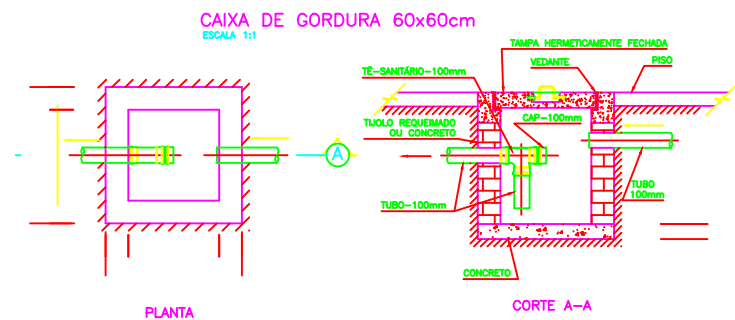 CAIXA DE GORDURA 60x60cm
ESCALA 1:1
TAMPA HERMETICAMENTE FECHADA
VEDANTE
PISO
TÊ-SANITÁRIO-100mm
CAP-100mm
TIJOLO REQUEIMADO
OU CONCRETO
A
TUBO-100mm
TUBO
100mm
CONCRETO
PLANTA
CORTE A-A